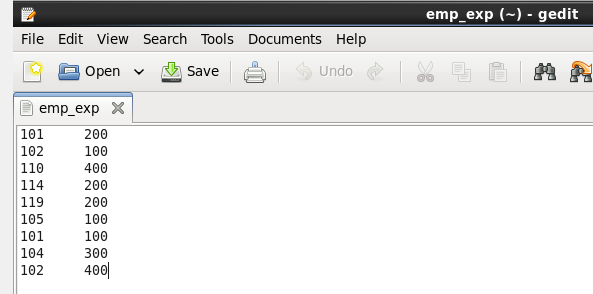 emp_exp (~) - gedit
File Edit View Search Tools Documents Help
Open Save Undo
emp_exp
101 200
102 100
110 400
114 200
119 200
105 100
101 100
104 300
102 400